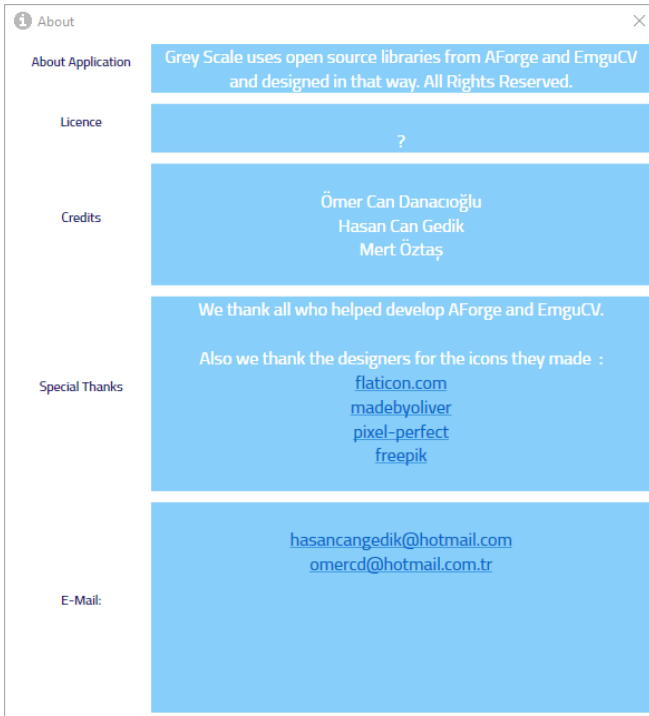 About
About Application
Grey Scale uses open source libraries from AForge and EmguCV
and designed in that way. All Rights Reserved.
Licence
?
Credits
Ömer Can Danacıoğlu
Hasan Can Gedik
Mert Öztaş
Special Thanks
We thank all who helped develop AForge and EmguCV.
Also we thank the designers for the icons they made :
flaticon.com
madebyoliver
pixel-perfect
freepik
E-Mail:
hasancangedik@hotmail.com
omercd@hotmail.com.tr